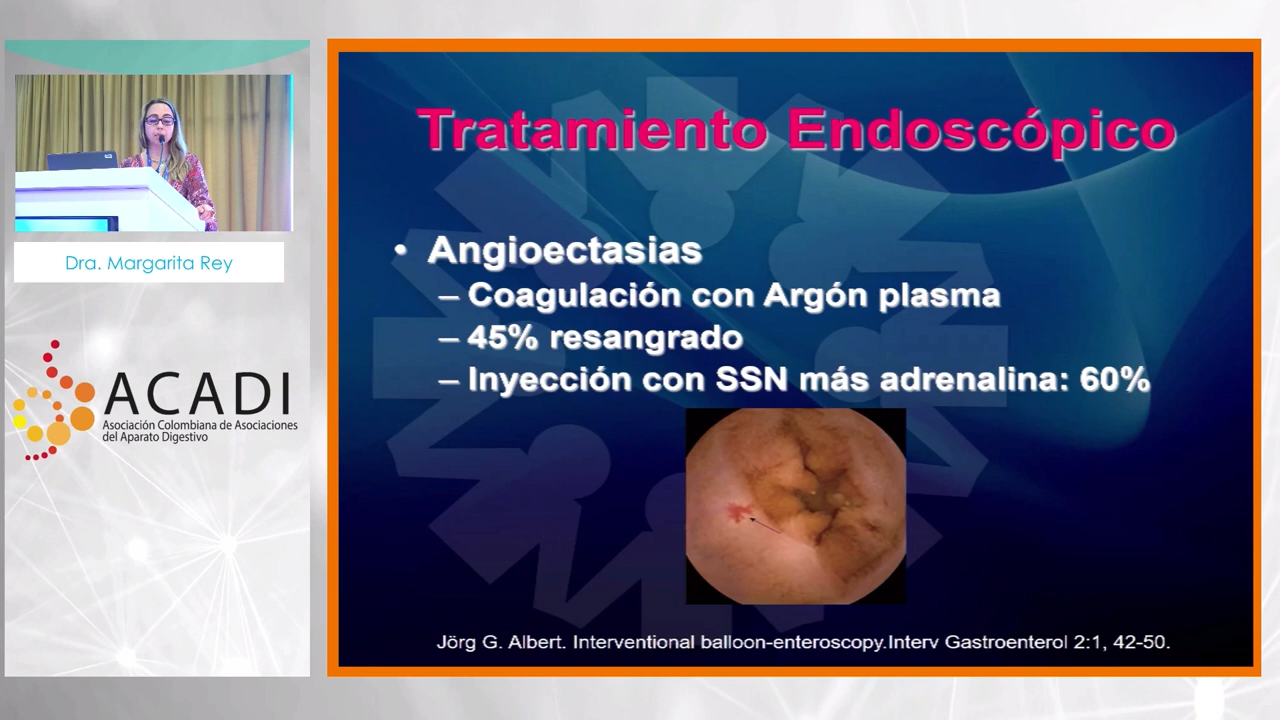 Dra. Margarita Rey
ACADI
Asociación Colombiana de Asociaciones
del Aparato Digestivo
Tratamiento Endoscópico
• Angioectasias
– Coagulación con Argón plasma
– 45% resangrado
– Inyección con SSN más adrenalina: 60%
Jörg G. Albert. Interventional balloon-enteroscopy.Interv Gastroenterol 2:1, 42-50.